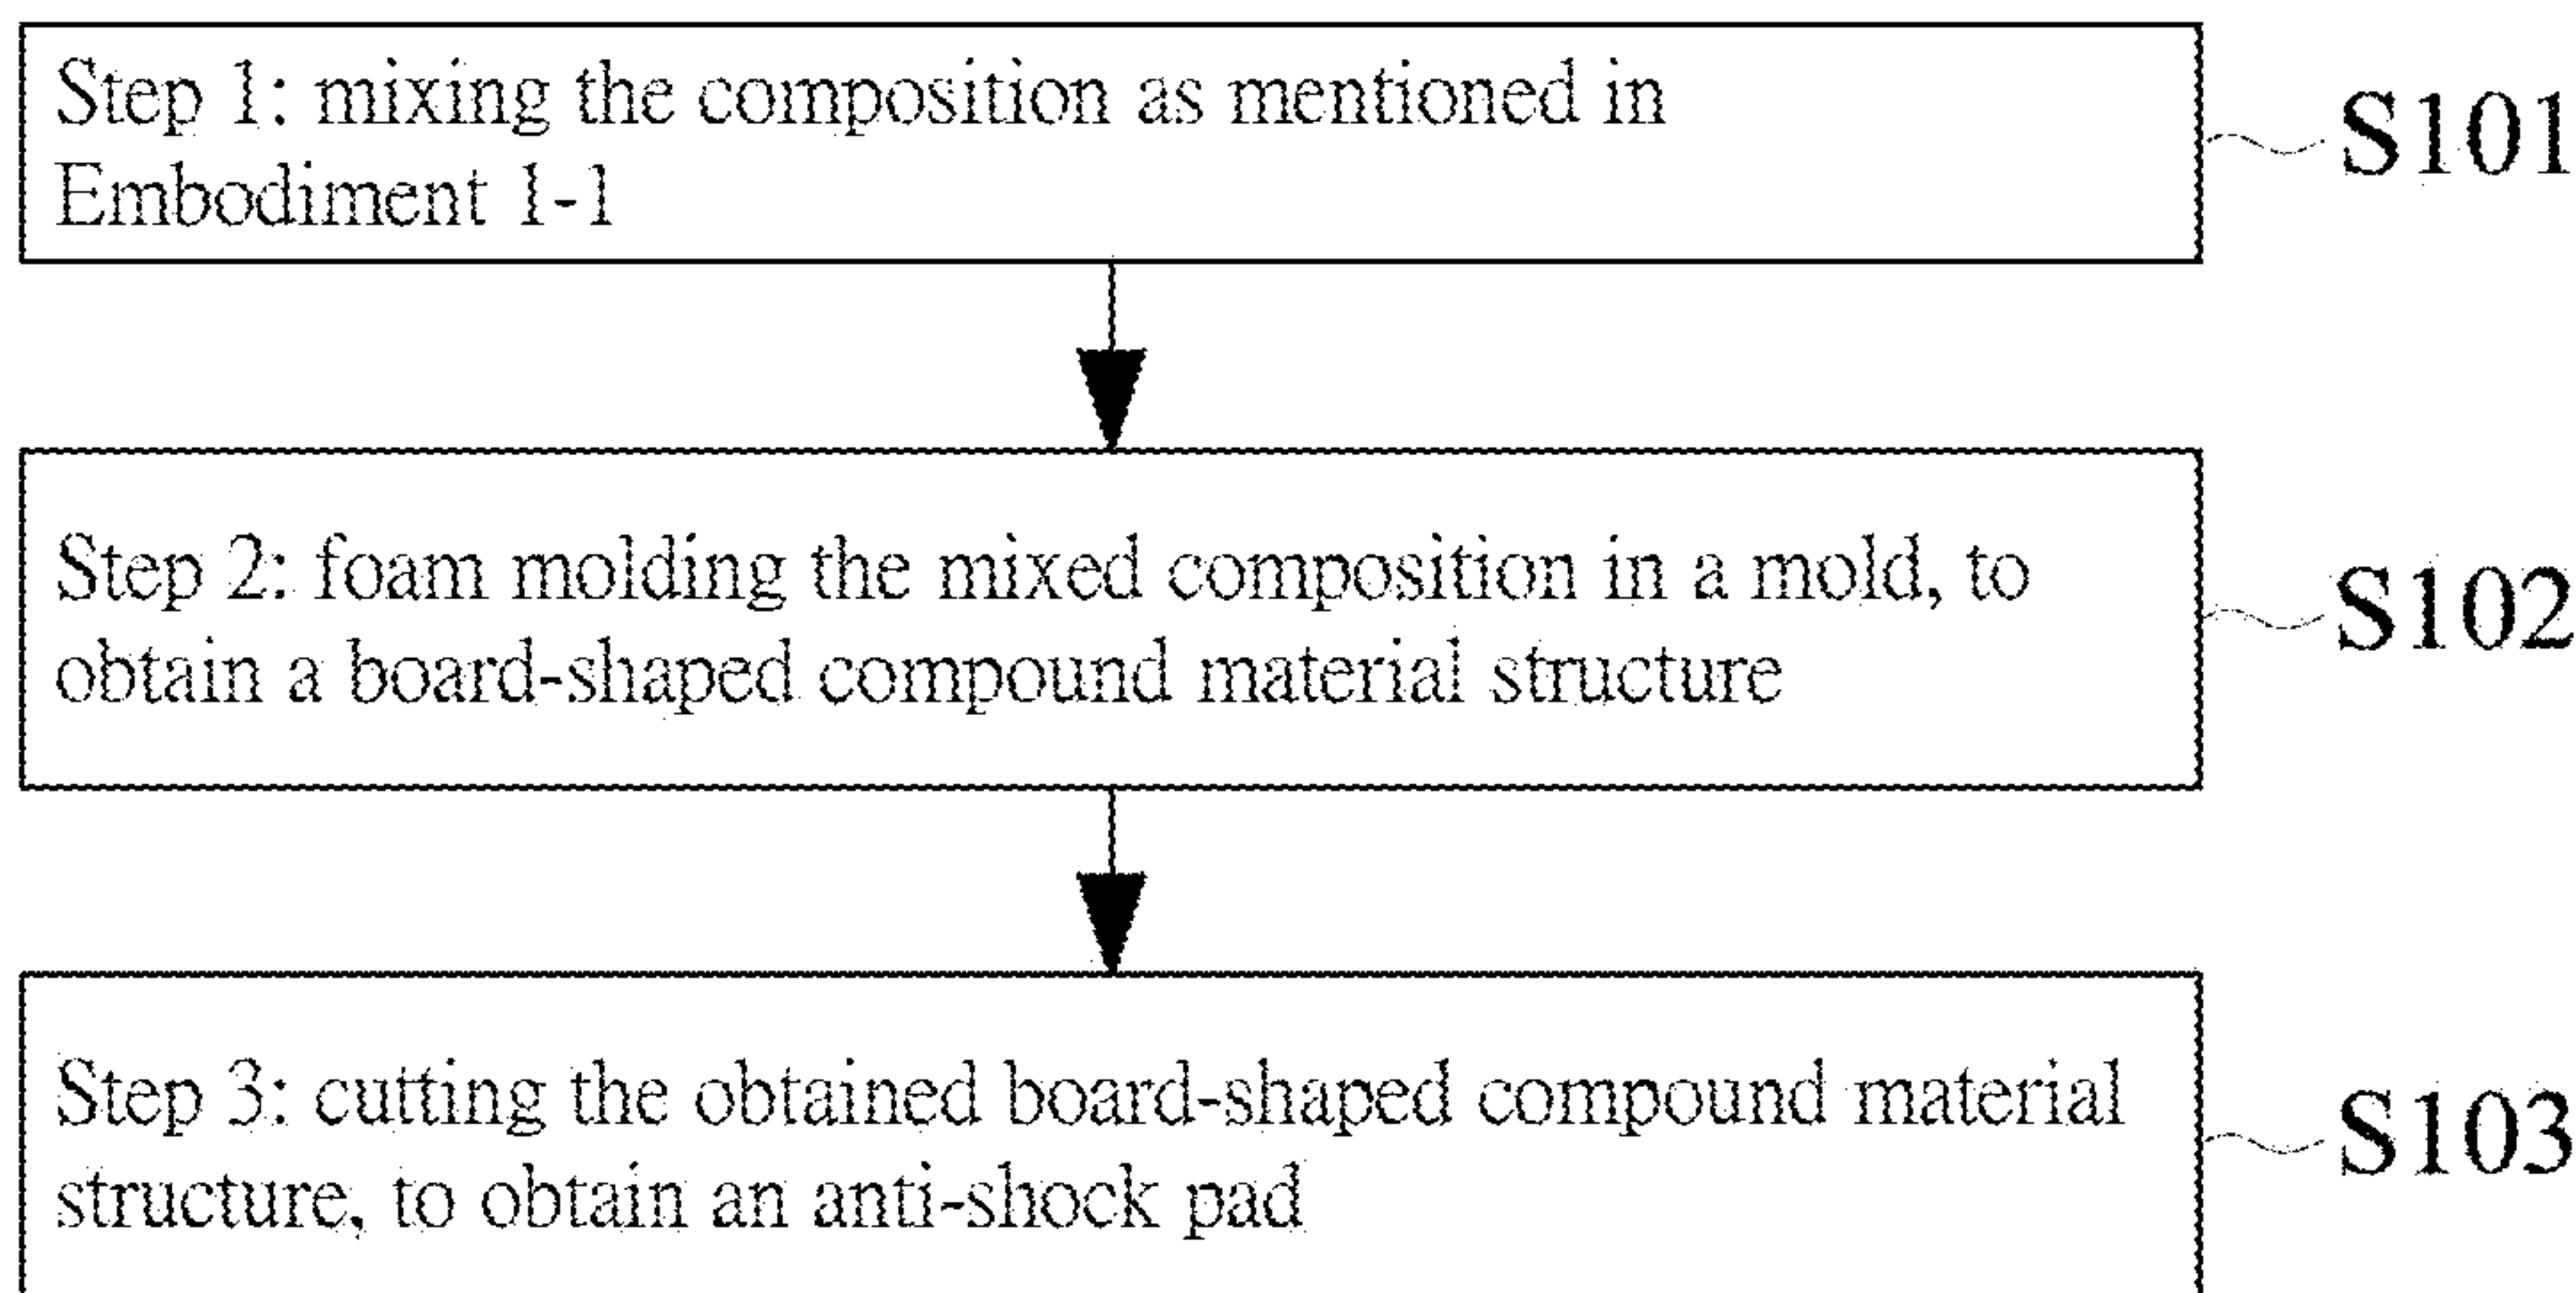 Step 1: mixing the composition as mentioned in
Embodiment 1-1
S101
Step 2: foam molding the mixed composition in a mold, to
obtain a board-shaped compound material structure
S102
Step 3: cutting the obtained board-shaped compound material
structure, to obtain an anti-shock pad
S103